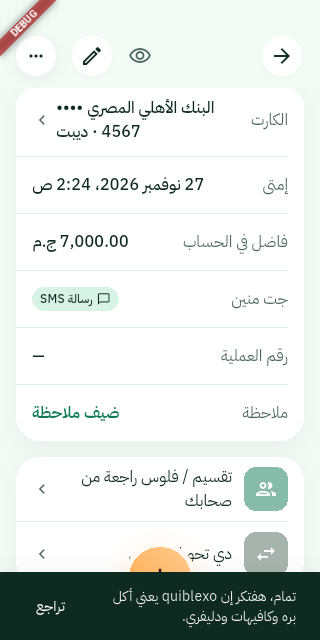 DEBUG
الكارت
البنك الأهلي المصري ••••
4567 · ديبت
إمتى
27 نوفمبر 2026، 2:24 ص
فاضل في الحساب
7,000.00 ج.م
جت منين
رسالة SMS
رقم العملية
—
ملاحظة
ضيف ملاحظة
تقسيم / فلوس راجعة من
صحابك
دي
تمام، هفتكر إن quiblexo يعني أكل
بره وكافيهات ودليفري.
تراجع